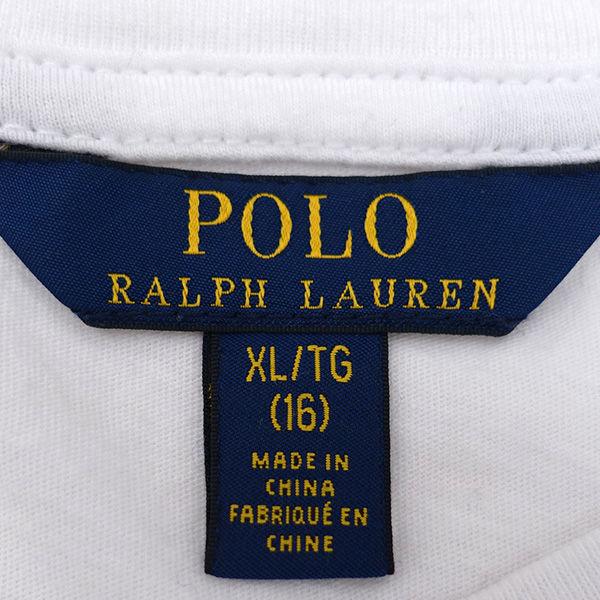 POLO
RALPH LAUREN
XL/TG
(16)
MADE IN
CHINA
FABRIQUÉ EN
CHINE